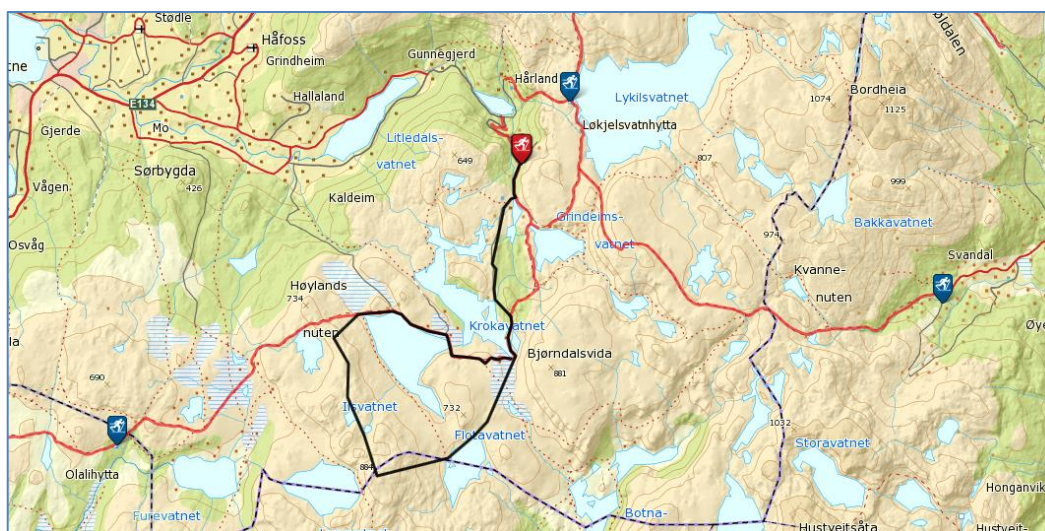 Stødle
Håfoss
Grindheim
Gunnegjerd
Hårland
Lykilsvatnet
1074
Bordheia
1125
Hallaland
E134
Gjerde
Mo
Løkjelsvatnhytta
Litledals-
vatnet
649
807
Sørbygda
426
Vågen
Kaldeim
999
Grindeims-
vatnet
Bakkavatnet
Osvåg
974
Svandal
Kvanne-
nuten
Høylands
734
nuten
Krokavatnet
Bjørndalsvida
881
690
Ilsvatnet
732
Flotavatnet
1032
Storavatnet
884
Olalihytta
Furevatnet
Botna-
Honganvik
Hustveitsåta